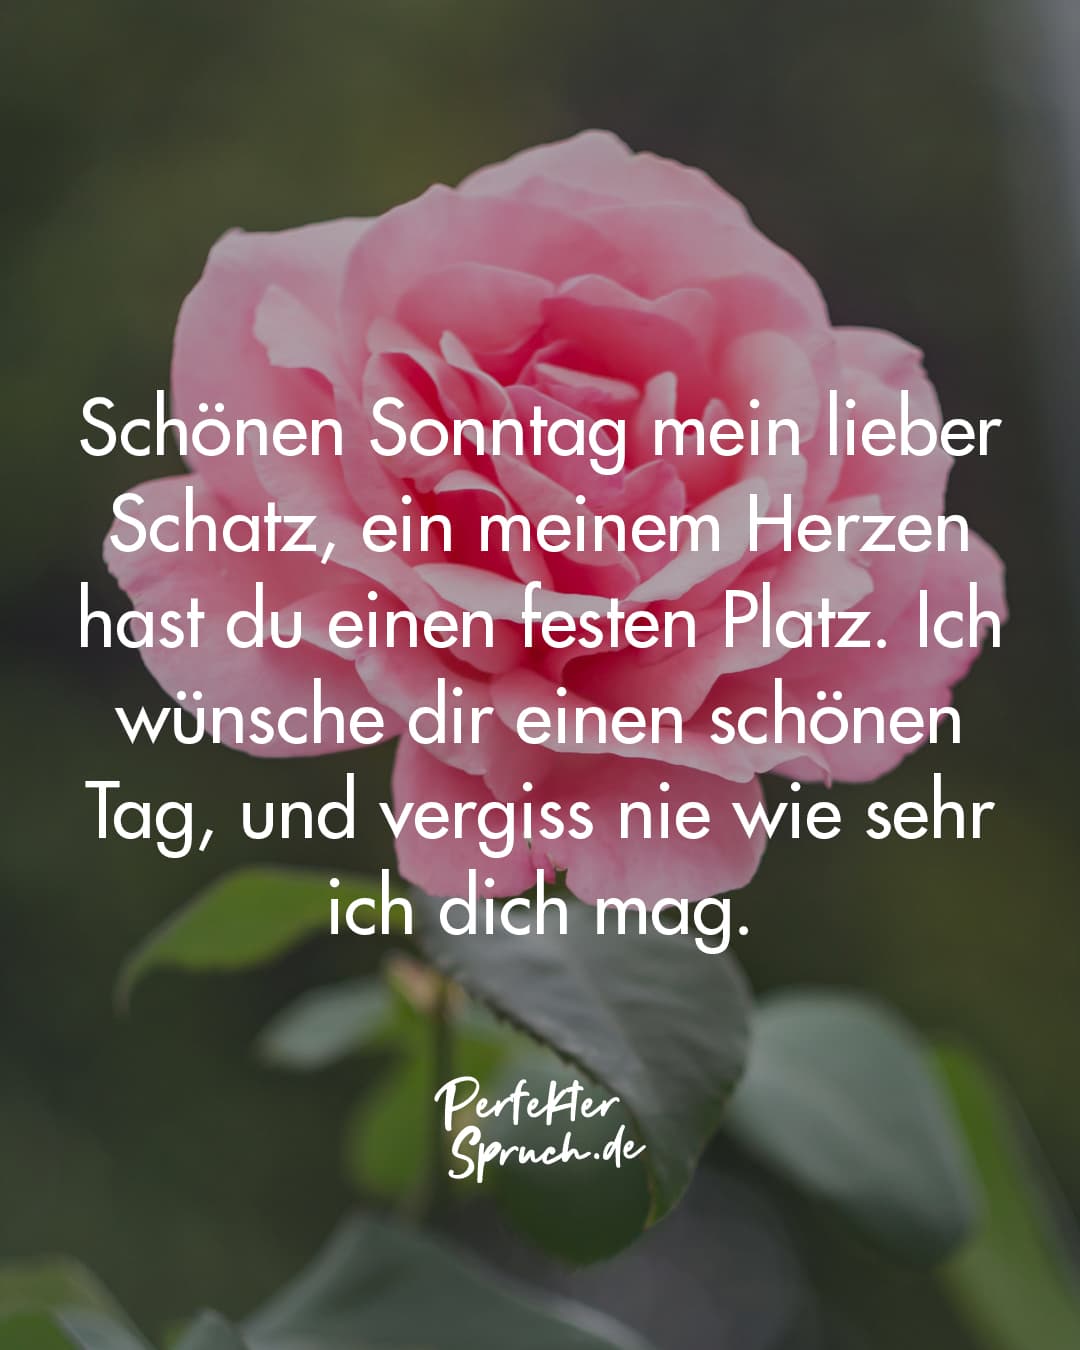 Schönen Sonntag mein lieber
Schatz, ein meinem Herzen
hast du einen festen Platz. Ich
wünsche dir einen schönen
Tag, und vergiss nie wie sehr
ich dich mag.
Perfekter
Spruch.de